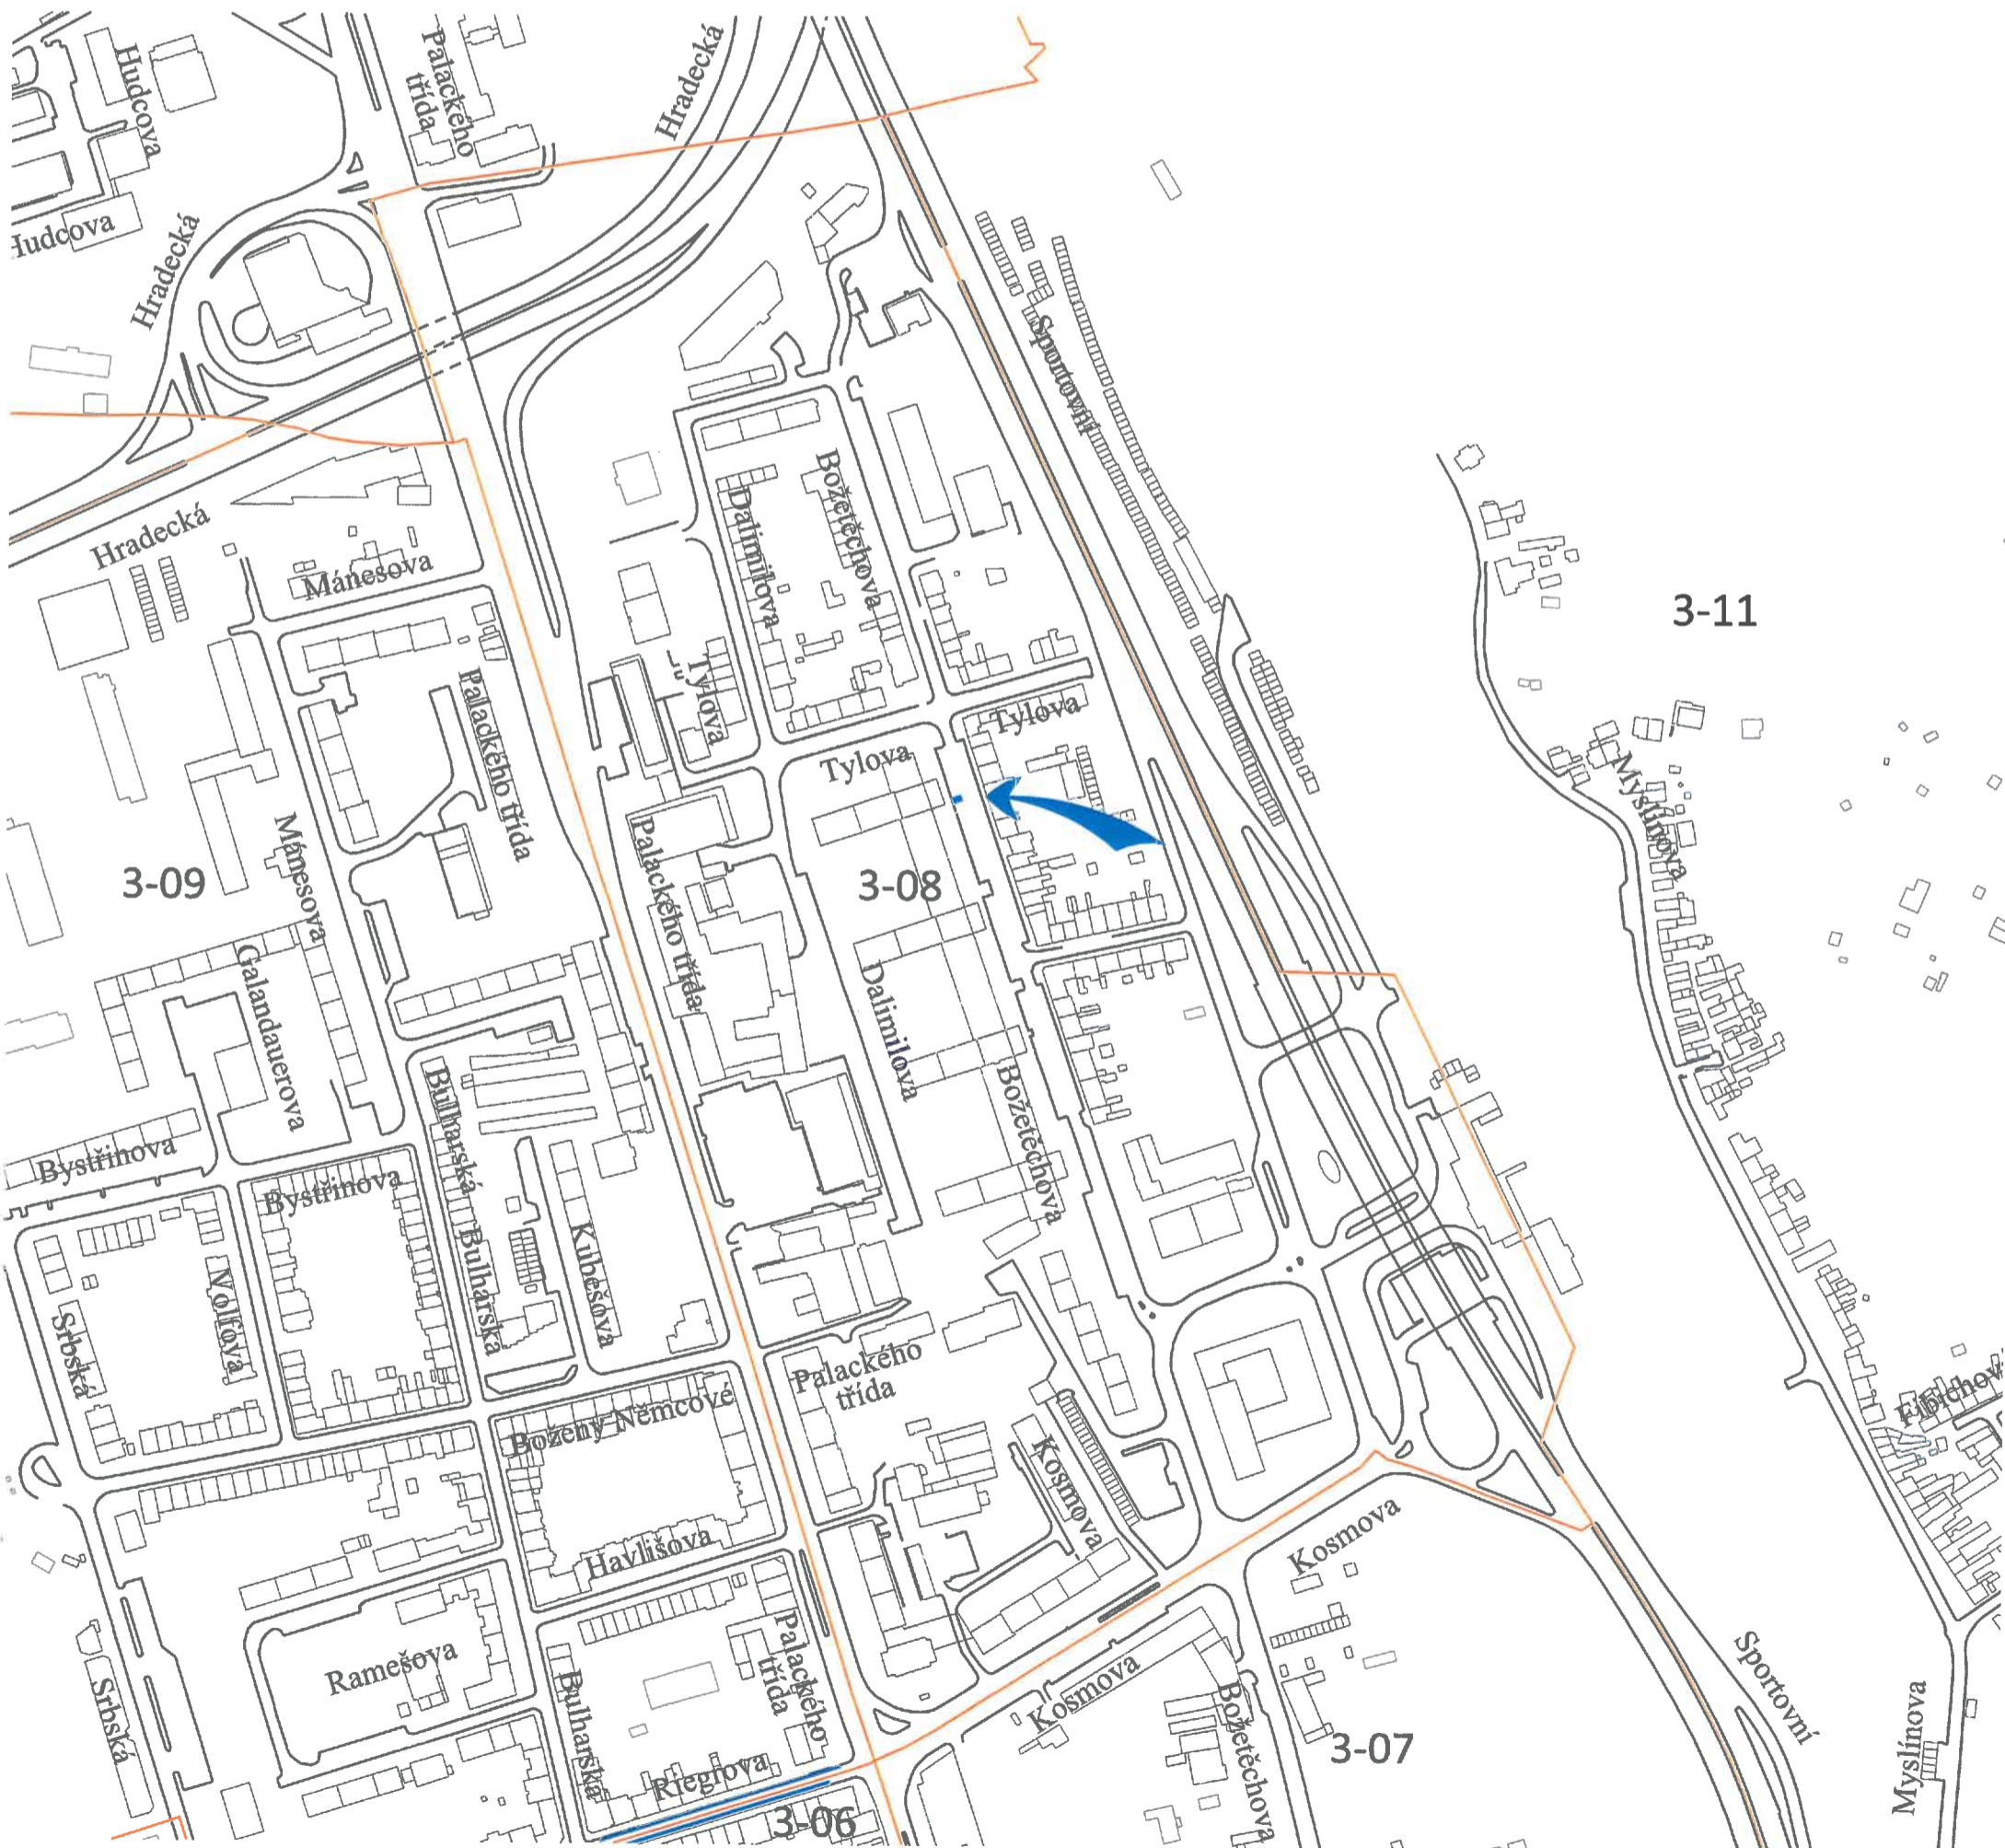 Hudcova
Palackého
třída
Hradecká
Hudcova
Hradecká
Sportovní
Hradecká
Mánesova
Dalimilova
Božetěchova
3-11
Tylova
Palackého třída
Tylova
Tylova
Myslínova
Mánesova
Palackého třída
3-09
3-08
Galandauerova
Dalimilova
Bulharská
Božetěchova
Bystřinova
Bystřinova
Bulharská
Kubešova
Srbská
Volfova
Palackého
třída
Fibichov
Boženy Němcové
Kosmova
Kosmova
Havlišova
Ramešova
Palackého
třída
Srbská
Bulharská
Kosmova
Božetěchova
Sportovní
Myslínova
3-07
Riegrova
3-06